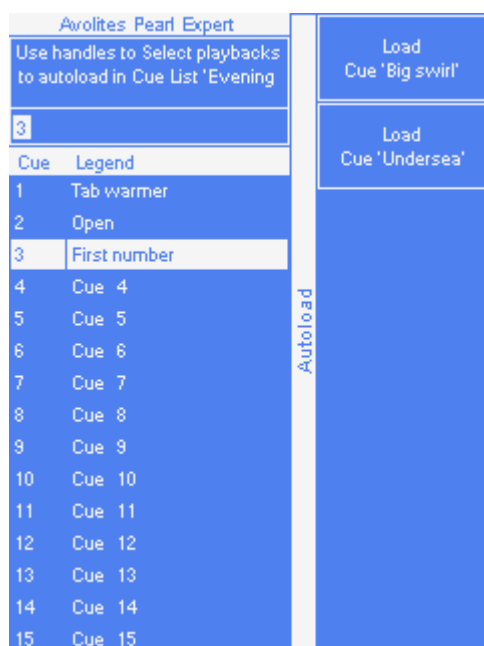 Avolites Pearl Expert
Use handles to Select playbacks
to autoload in Cue List 'Evening
3
Cue Legend
1 Tab warmer
2 Open
3 First number
4 Cue 4
5 Cue 5
6 Cue 6
7 Cue 7
8 Cue 8
9 Cue 9
10 Cue 10
11 Cue 11
12 Cue 12
13 Cue 13
14 Cue 14
15 Cue 15
Autoload
Load
Cue 'Big swirl'
Load
Cue 'Undersea'